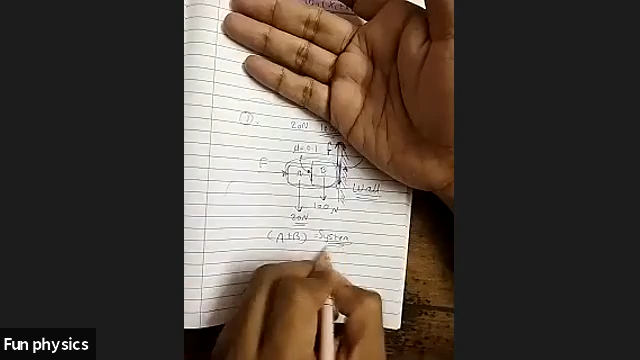 ①.
20N
μ=0.1
f
F
A
B
Wall
100N
20N
(A+B) - System
Fun physics